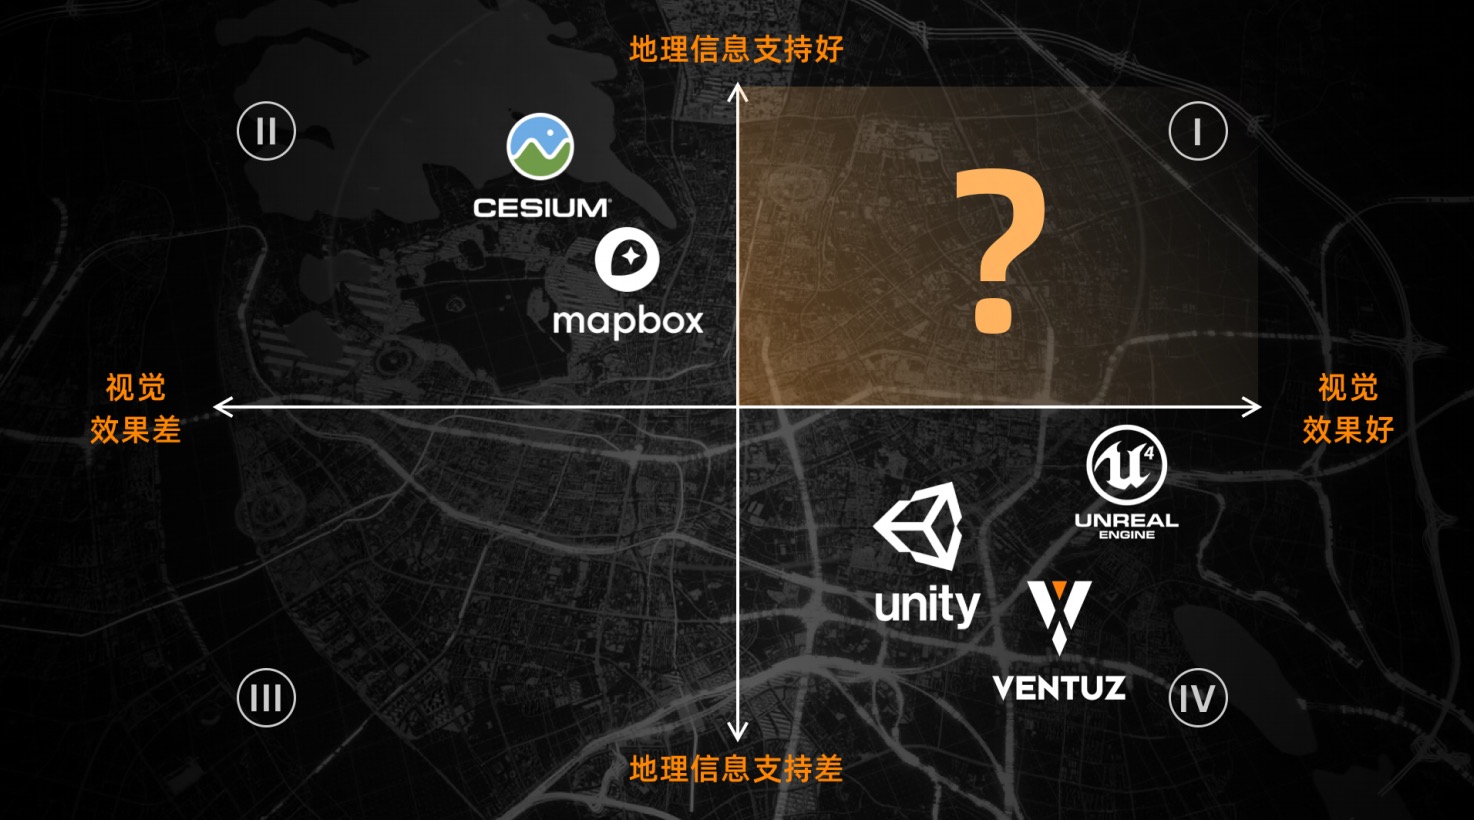 地理信息支持好
II
I
CESIUM
?
mapbox
视觉
效果差
视觉
效果好
U4
UNREAL
ENGINE
unity
VENTUZ
III
IV
地理信息支持差